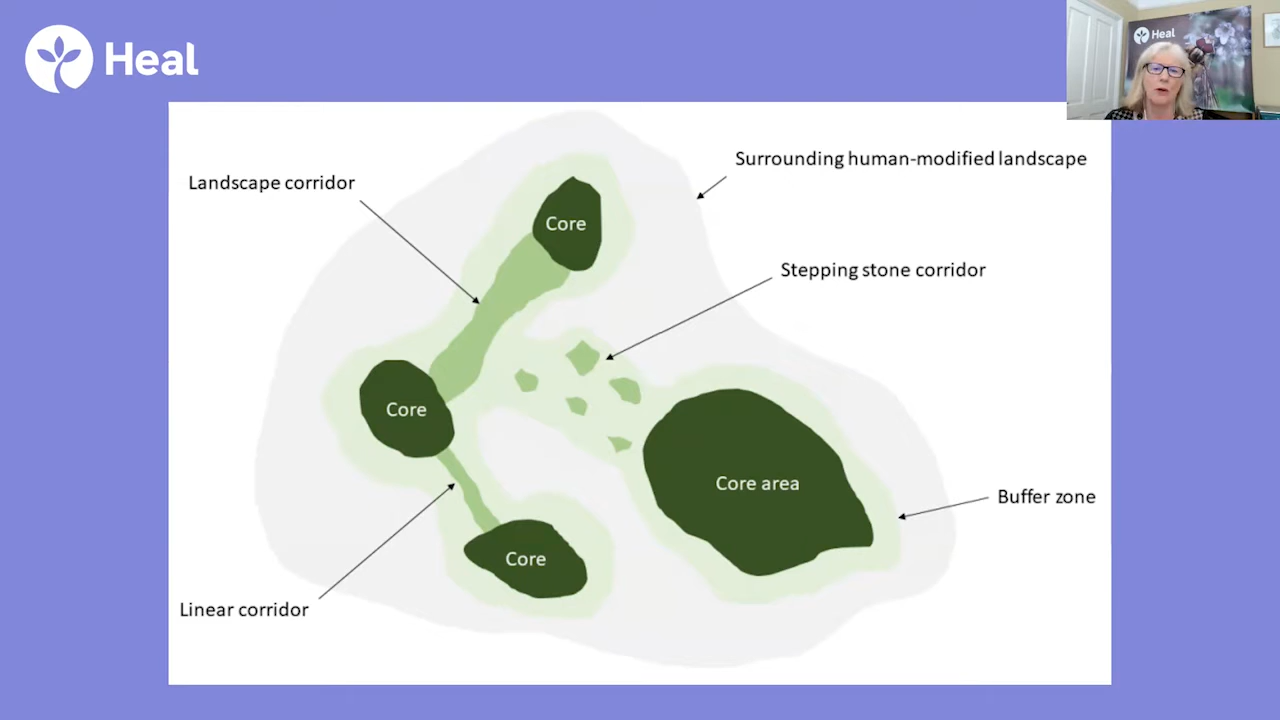 Heal
Heal
Surrounding human-modified landscape
Landscape corridor
Core
Stepping stone corridor
Core
Core area
Buffer zone
Core
Linear corridor